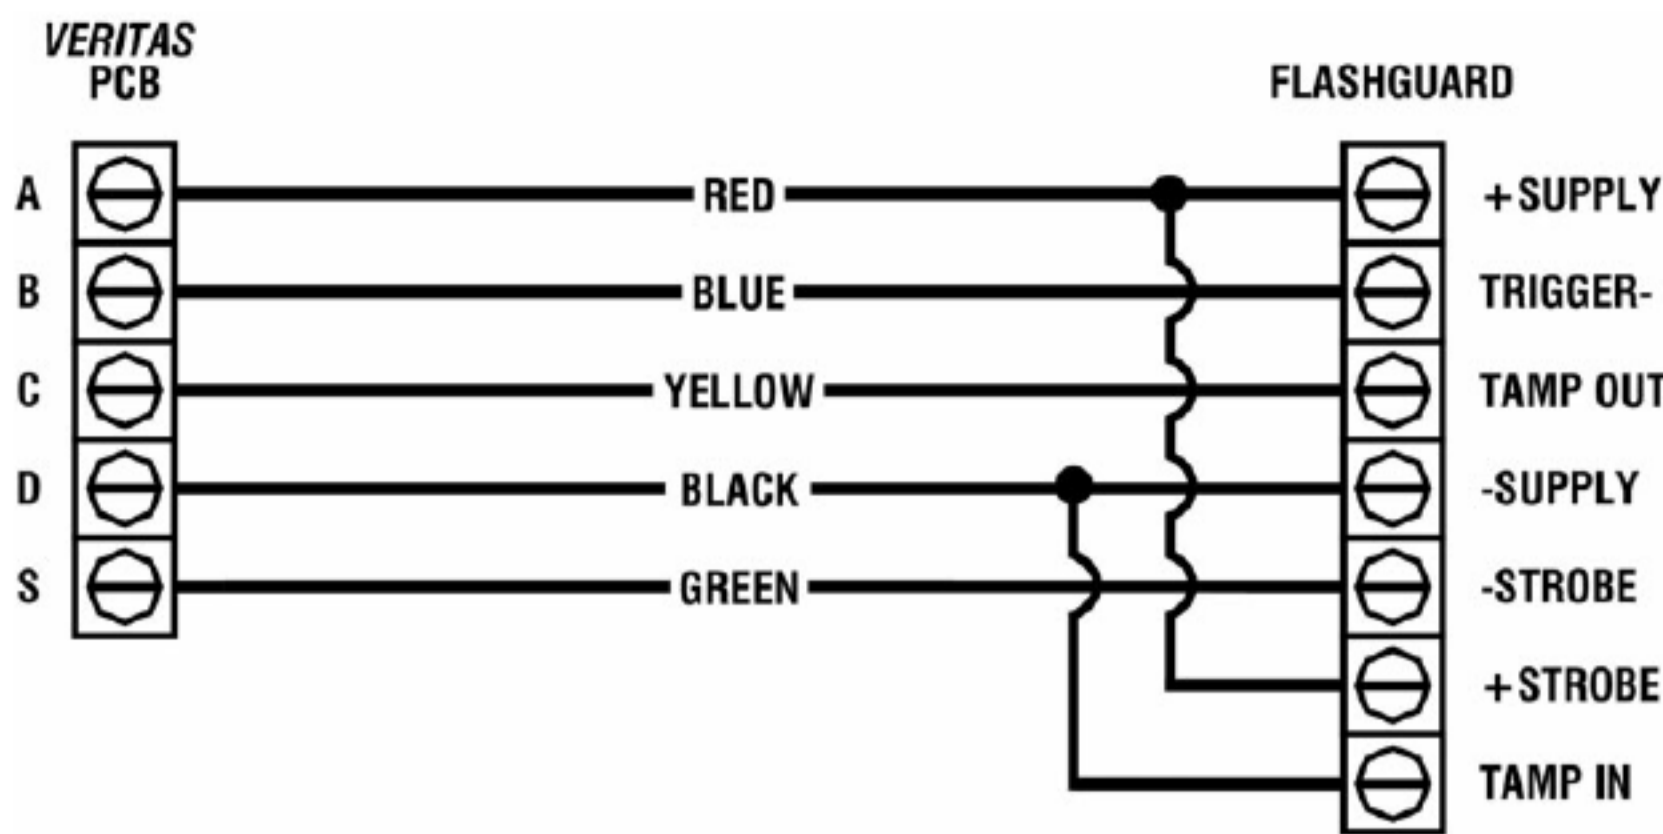 VERITAS
PCB
FLASHGUARD
A RED +SUPPLY
B BLUE TRIGGER-
C YELLOW TAMP OUT
D BLACK -SUPPLY
S GREEN -STROBE
+STROBE
TAMP IN